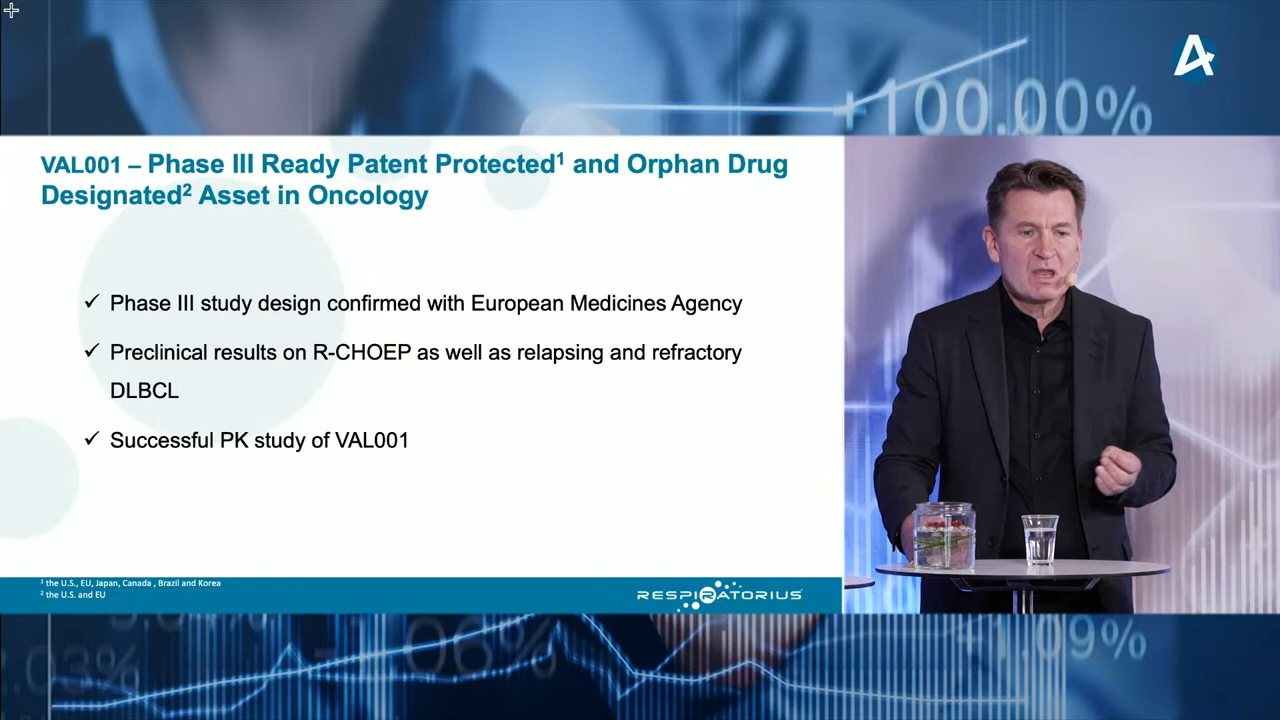 +100.00%
VAL001 – Phase III Ready Patent Protected¹ and Orphan Drug
Designated² Asset in Oncology
✓ Phase III study design confirmed with European Medicines Agency
✓ Preclinical results on R-CHOEP as well as relapsing and refractory
DLBCL
✓ Successful PK study of VAL001
¹ the U.S., EU, Japan, Canada , Brazil and Korea
² the U.S. and EU
RESPIRATORIUS